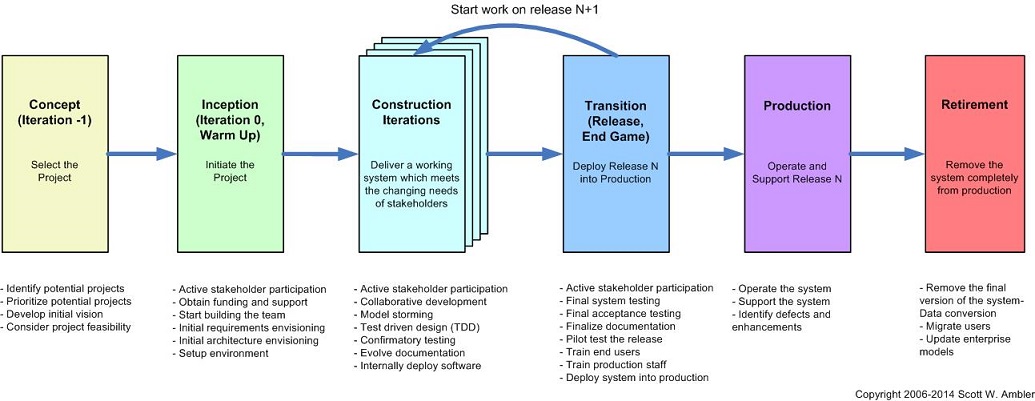 Start work on release N+1
Concept
(Iteration -1)
Select the
Project
Inception
(Iteration 0,
Warm Up)
Initiate the
Project
Construction
Iterations
Deliver a working
system which meets
the changing needs
of stakeholders
Transition
(Release,
End Game)
Deploy Release N
into Production
Production
Operate and
Support Release N
Retirement
Remove the
system completely
from production
- Identify potential projects
- Prioritize potential projects
- Develop initial vision
- Consider project feasibility
- Active stakeholder participation
- Obtain funding and support
- Start building the team
- Initial requirements envisioning
- Initial architecture envisioning
- Setup environment
- Active stakeholder participation
- Collaborative development
- Model storming
- Test driven design (TDD)
- Confirmatory testing
- Evolve documentation
- Internally deploy software
- Active stakeholder participation
- Final system testing
- Final acceptance testing
- Finalize documentation
- Pilot test the release
- Train end users
- Train production staff
- Deploy system into production
- Operate the system
- Support the system
- Identify defects and
enhancements
- Remove the final
version of the system-
Data conversion
- Migrate users
- Update enterprise
models
Copyright 2006-2014 Scott W. Ambler